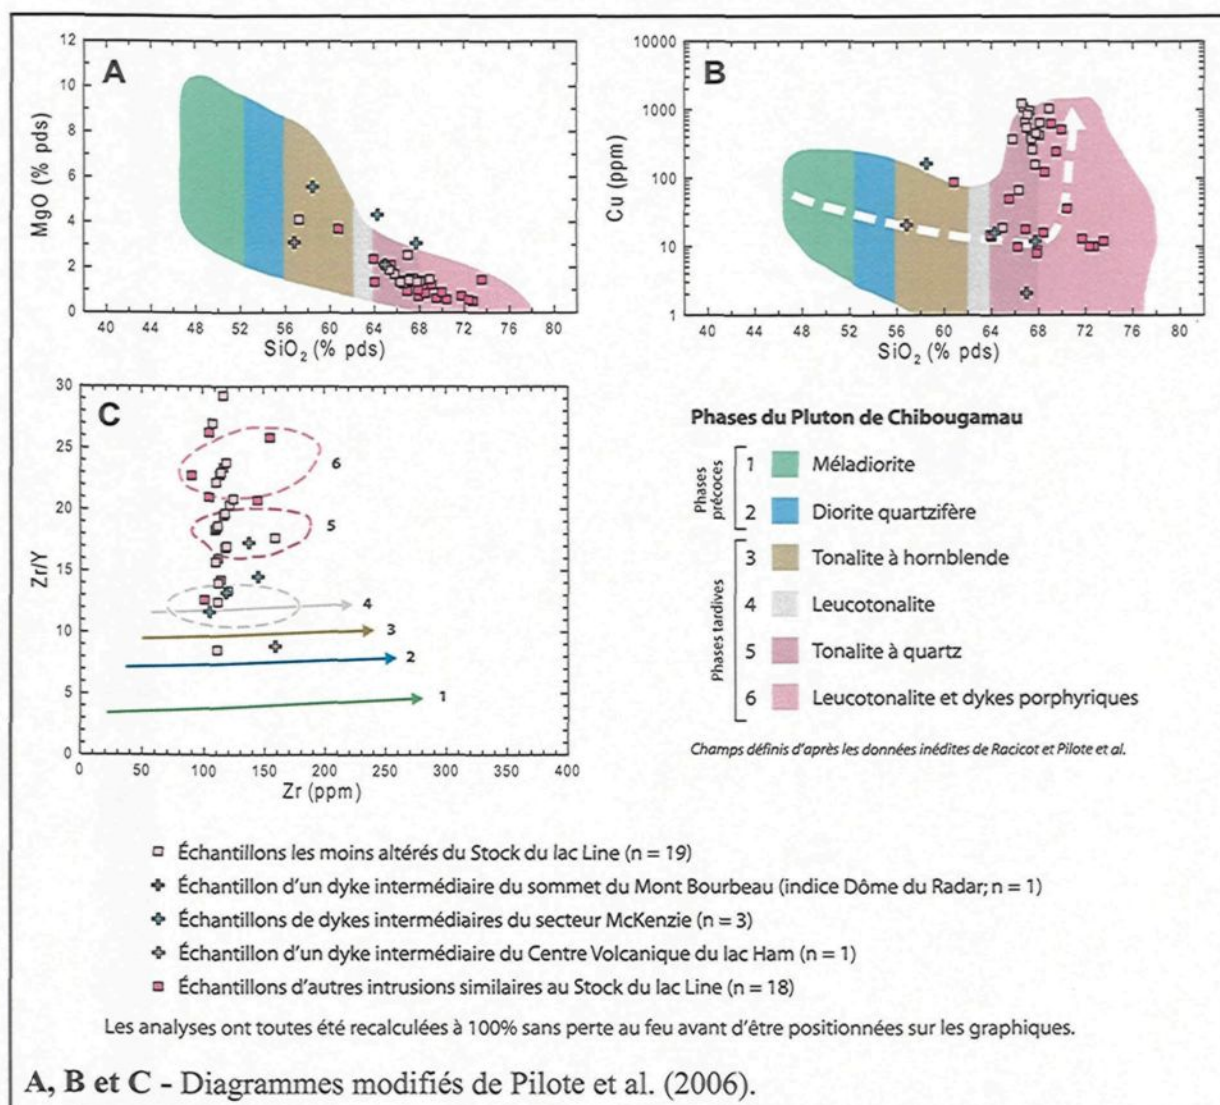 A
MgO (% pds)
12
10
8
6
4
2
0
40 44 48 52 56 60 64 68 72 76 80
SiO2 (% pds)
B
Cu (ppm)
10000
1000
100
10
1
40 44 48 52 56 60 64 68 72 76 80
SiO2 (% pds)
C
Zr/Y
30
25
20
15
10
5
0
6
5
4
3
2
1
0 50 100 150 200 250 300 350 400
Zr (ppm)
Phases du Pluton de Chibougamau
Phases précoces
1 Méladiorite
2 Diorite quartzifère
Phases tardives
3 Tonalite à hornblende
4 Leucotonalite
5 Tonalite à quartz
6 Leucotonalite et dykes porphyriques
Champs définis d'après les données inédites de Racicot et Pilote et al.
Échantillons les moins altérés du Stock du lac Line (n = 19)
Échantillon d'un dyke intermédiaire du sommet du Mont Bourbeau (indice Dôme du Radar; n = 1)
Échantillons de dykes intermédiaires du secteur McKenzie (n = 3)
Échantillon d'un dyke intermédiaire du Centre Volcanique du lac Ham (n = 1)
Échantillons d'autres intrusions similaires au Stock du lac Line (n = 18)
Les analyses ont toutes été recalculées à 100% sans perte au feu avant d'être positionnées sur les graphiques.
A, B et C - Diagrammes modifiés de Pilote et al. (2006).